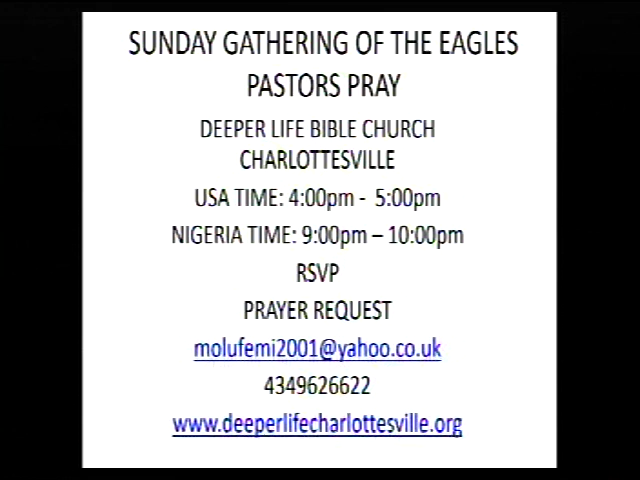 SUNDAY GATHERING OF THE EAGLES
PASTORS PRAY
DEEPER LIFE BIBLE CHURCH
CHARLOTTESVILLE
USA TIME: 4:00pm -  5:00pm
NIGERIA TIME: 9:00pm – 10:00pm
RSVP
PRAYER REQUEST
molufemi2001@yahoo.co.uk
4349626622
www.deeperlifecharlottesville.org